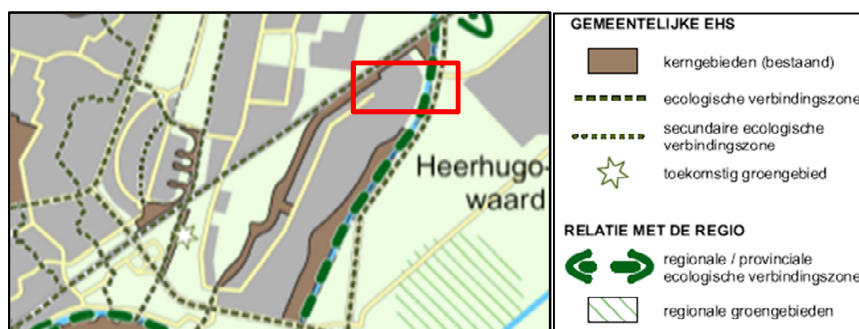 Heerhugo-
waard
GEMEENTELIJKE EHS
kerngebieden (bestaand)
ecologische verbindingszone
secundaire ecologische
verbindingszone
toekomstig groengebied
RELATIE MET DE REGIO
regionale / provinciale
ecologische verbindingszone
regionale groengebieden